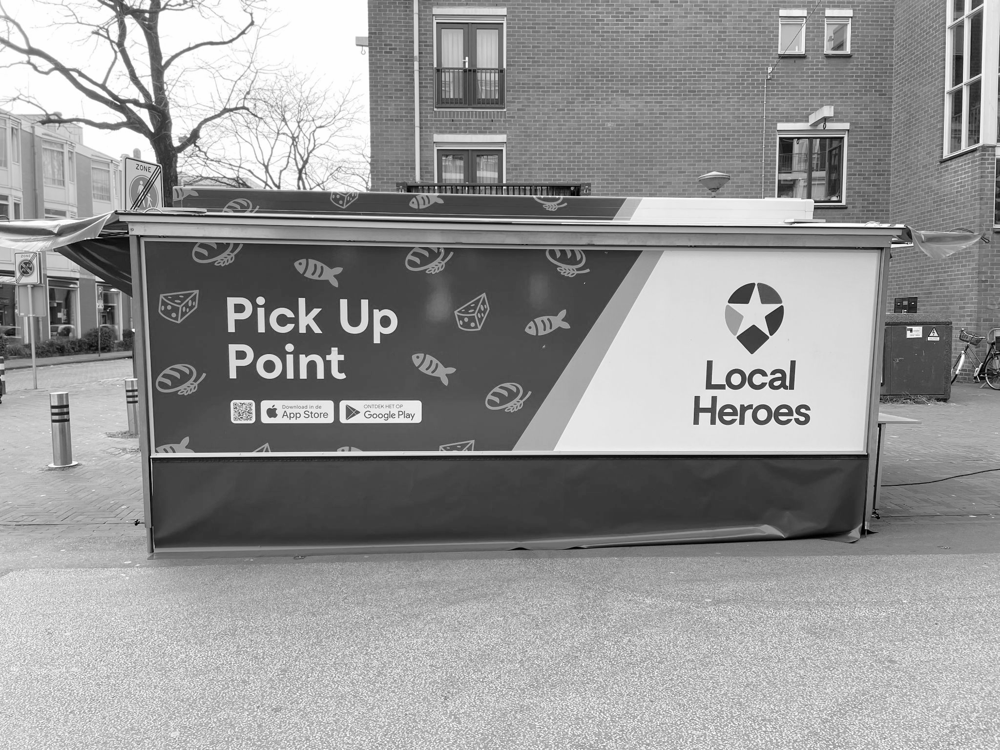 ZONE
ZONE
P
Pick Up
Point
Download in de
App Store
ONTDEK HET OP
Google Play
Local
Heroes